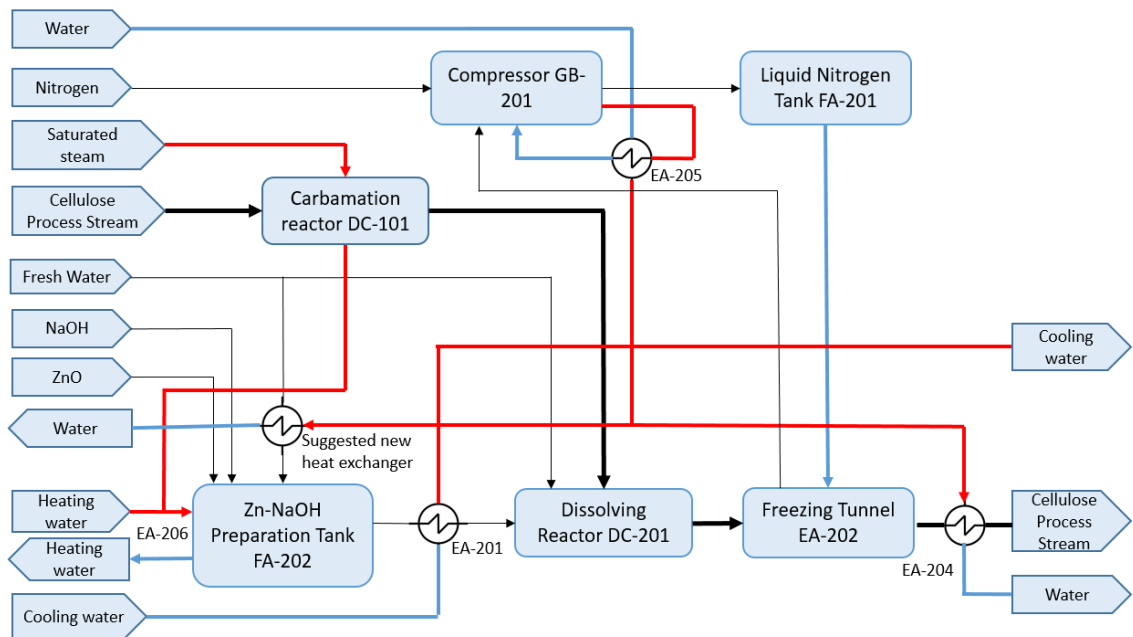 Water
Nitrogen
Compressor GB-
201
Liquid Nitrogen
Tank FA-201
Saturated
steam
EA-205
Cellulose
Process Stream
Carbamation
reactor DC-101
Fresh Water
NaOH
Cooling
water
ZnO
Water
Suggested new
heat exchanger
Heating
water
EA-206
Zn-NaOH
Preparation Tank
FA-202
EA-201
Dissolving
Reactor DC-201
Freezing Tunnel
EA-202
EA-204
Cellulose
Process
Stream
Heating
water
Water
Cooling water